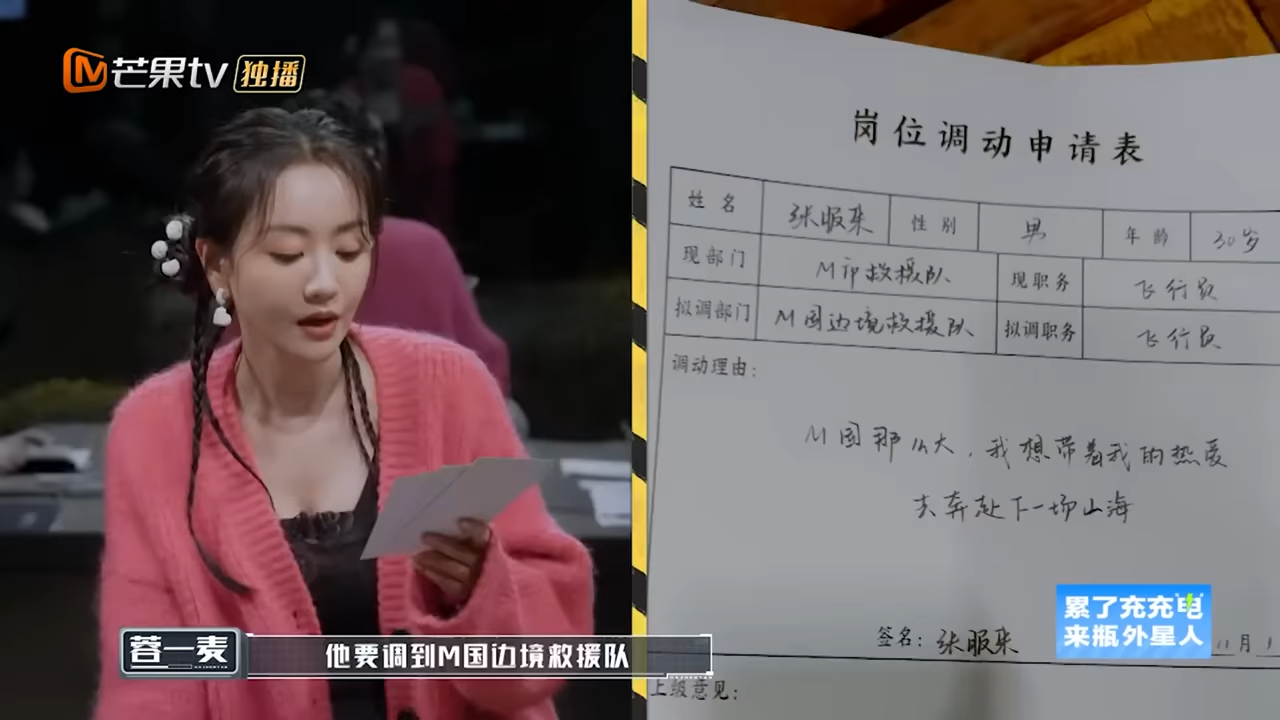 芒果tv 独播
岗位调动申请表
姓名 张眼来 性别 男 年龄 30岁
现部门 M市救援队 现职务 飞行员
拟调部门 M国边境救援队 拟调职务 飞行员
调动理由：
M国那么大，我想带着我的热爱
去奔赴下一场山海
签名：张眼来 11月
上级意见：
累了充充电
来瓶外星人
蓉一麦
他要调到M国边境救援队